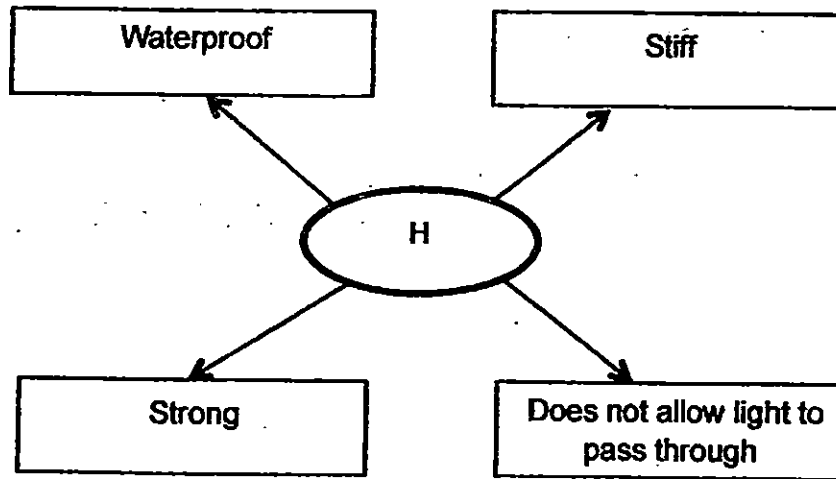 Waterproof
Stiff
H
Strong
Does not allow light to
pass through